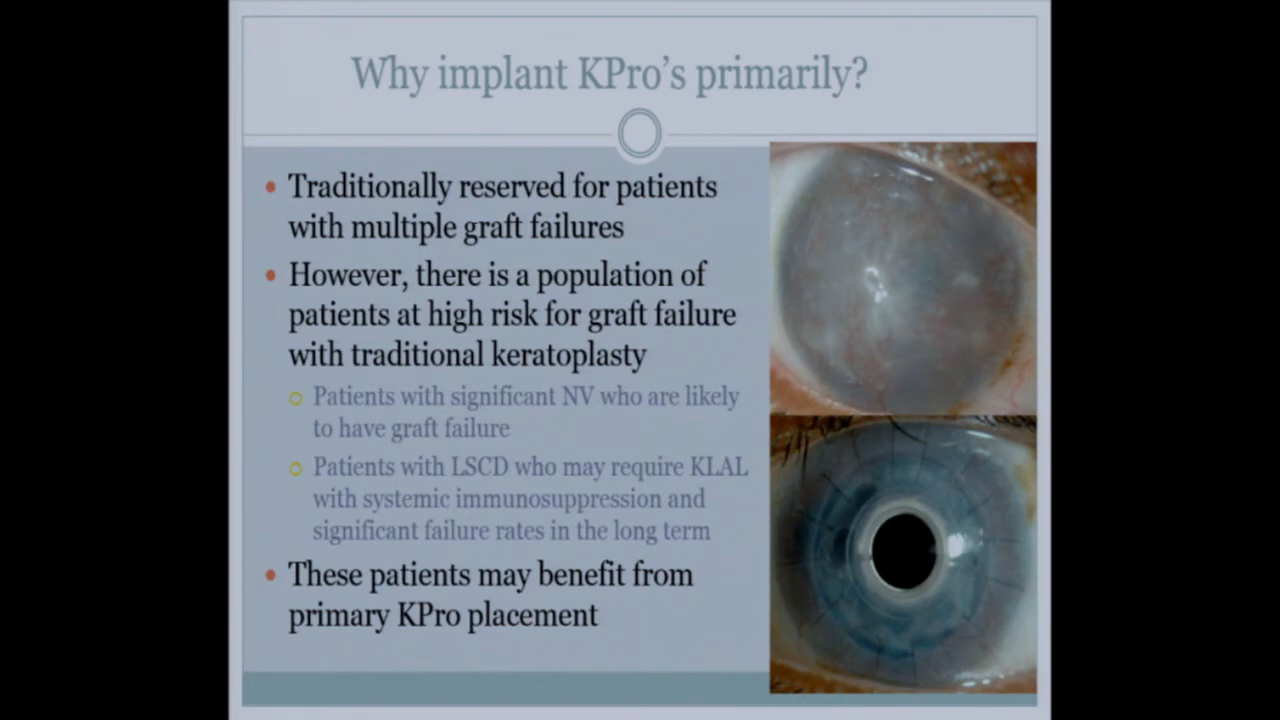 Why implant KPro's primarily?
Traditionally reserved for patients
with multiple graft failures
However, there is a population of
patients at high risk for graft failure
with traditional keratoplasty
Patients with significant NV who are likely
to have graft failure
Patients with LSCD who may require KLAL
with systemic immunosuppression and
significant failure rates in the long term
These patients may benefit from
primary KPro placement